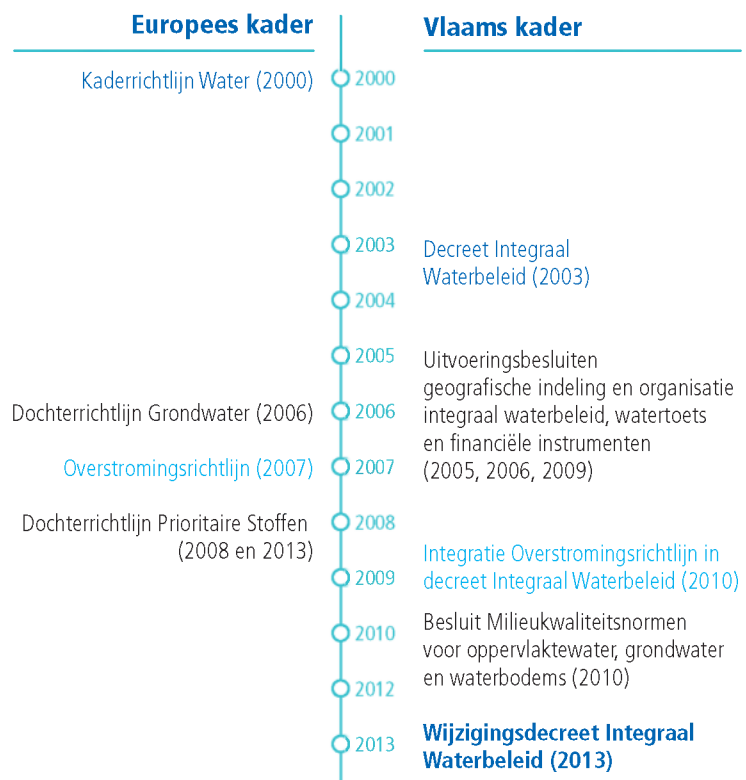 Europees kader
Vlaams kader
Kaderrichtlijn Water (2000)
2000
2001
2002
2003
Decreet Integraal
Waterbeleid (2003)
2004
2005
Uitvoeringsbesluiten
geografische indeling en organisatie
integraal waterbeleid, watertoets
en financiële instrumenten
(2005, 2006, 2009)
Dochterrichtlijn Grondwater (2006)
2006
Overstromingsrichtlijn (2007)
2007
Dochterrichtlijn Prioritaire Stoffen
(2008 en 2013)
2008
2009
Integratie Overstromingsrichtlijn in
decreet Integraal Waterbeleid (2010)
2010
Besluit Milieukwaliteitsnormen
voor oppervlaktewater, grondwater
en waterbodems (2010)
2012
2013
Wijzigingsdecreet Integraal
Waterbeleid (2013)